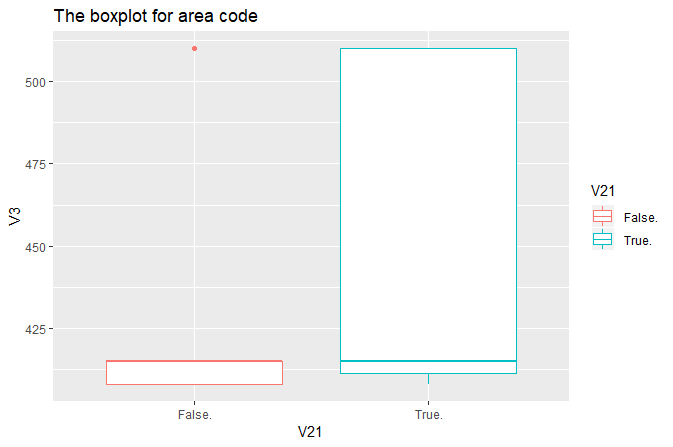 The boxplot for area code
500
475
450
425
V3
False.
True.
V21
V21
False.
True.